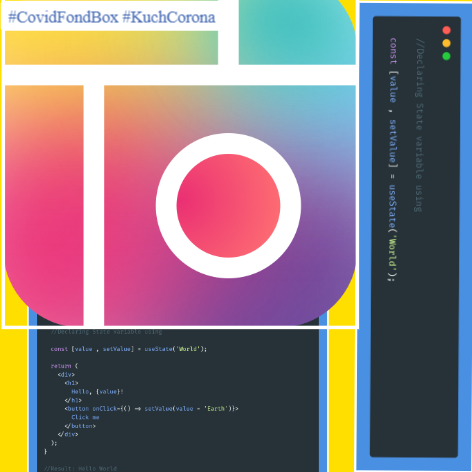 #CovidFondBox #KuchCorona
//Declaring State variable using
const [value , setValue] = useState('World');
//Declaring State variable using
const [value , setValue] = useState('World');
return (
<div>
<h1>
Hello, {value}!
</h1>
<button onClick={() => setValue(value = 'Earth')}>
Click me
</button>
</div>
);
}
//Result: Hello World